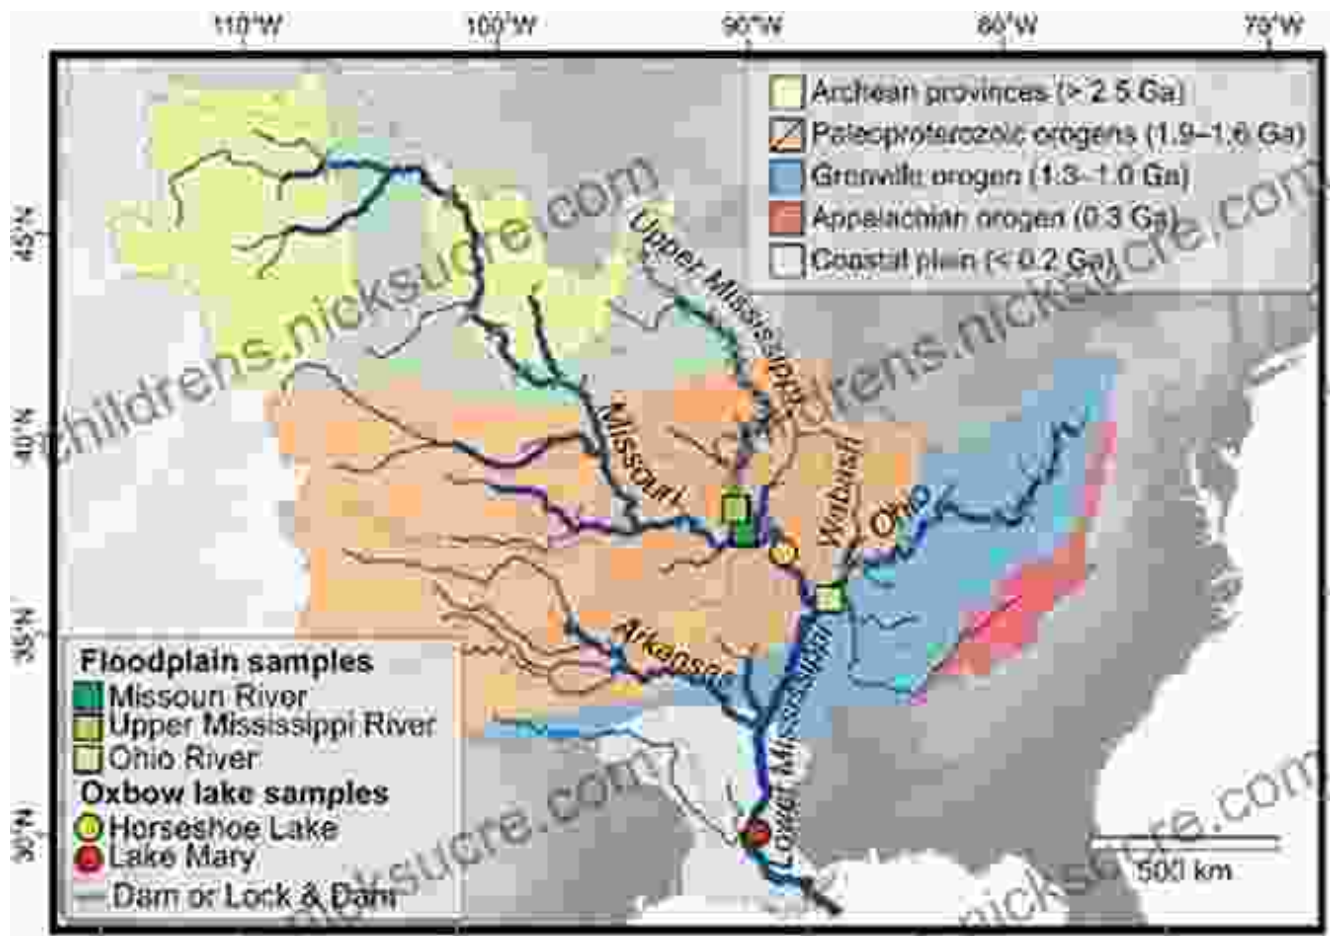 110°W 100°W 90°W 80°W 70°W
Archean provinces (> 2.5 Ga)
Paleoproterozoic orogens (1.9–1.6 Ga)
Grenville orogen (1.3–1.0 Ga)
Appalachian orogen (0.3 Ga)
Coastal plain (< 0.2 Ga)
45°N
40°N
35°N
30°N
Upper Mississippi
Missouri
Wabash
Ohio
Arkansas
Lower Mississippi
Floodplain samples
Missouri River
Upper Mississippi River
Ohio River
Oxbow lake samples
Horseshoe Lake
Lake Mary
Dam or Lock & Dam
500 km
childrens.nicksucre.com
childrens.nicksucre.com
nicksucre.com
nicksucre.com